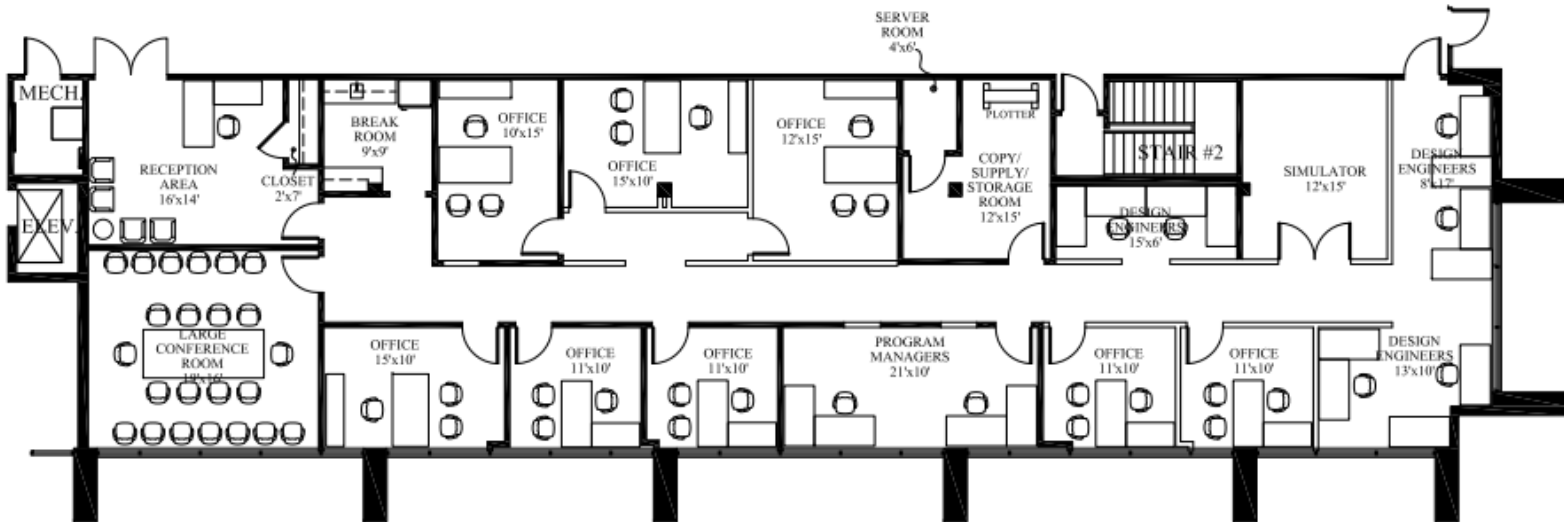 SERVER
ROOM
4'x6'
MECH.
BREAK
ROOM
9'x9'
OFFICE
10'x15'
OFFICE
15'x10'
OFFICE
12'x15'
PLOTTER
COPY/
SUPPLY/
STORAGE
ROOM
12'x15'
STAIR #2
SIMULATOR
12'x15'
DESIGN
ENGINEERS
8'x17'
RECEPTION
AREA
16'x14'
CLOSET
2'x7'
ELEV.
DESIGN
ENGINEERS
15'x6'
LARGE
CONFERENCE
ROOM
19'x16'
OFFICE
15'x10'
OFFICE
11'x10'
OFFICE
11'x10'
PROGRAM
MANAGERS
21'x10'
OFFICE
11'x10'
OFFICE
11'x10'
DESIGN
ENGINEERS
13'x10'